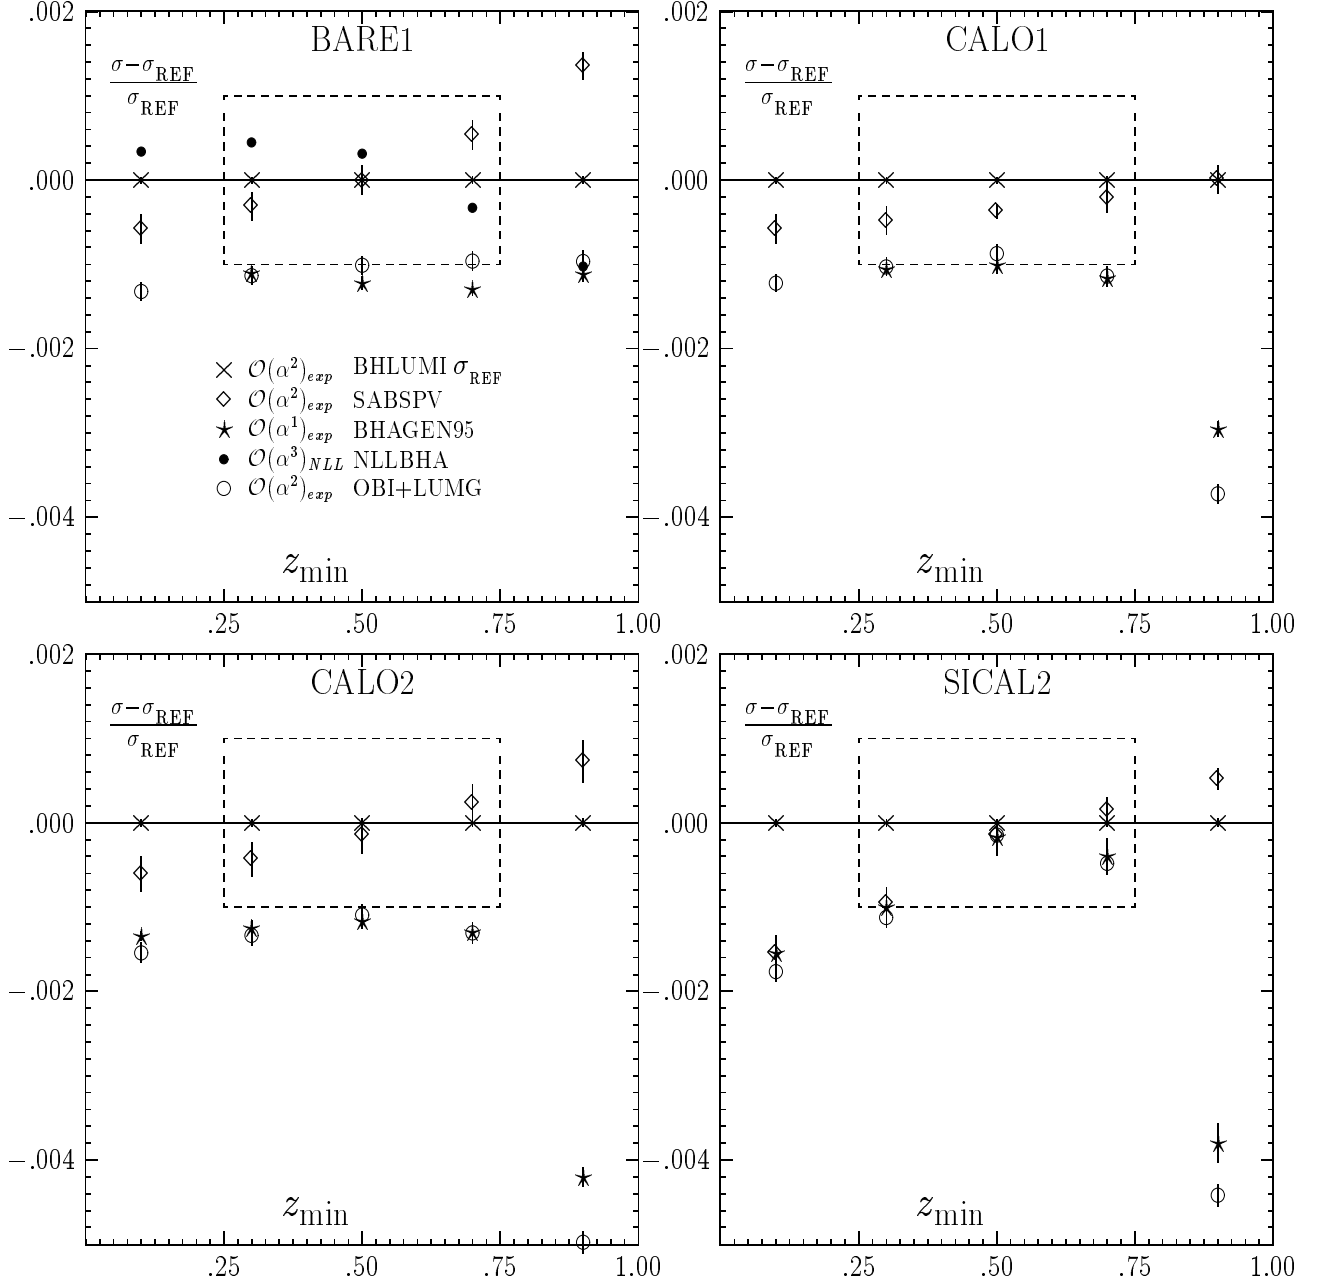 .002
BARE1
σ−σREF
σREF
.000
−.002
−.004
× O(α²)exp BHLUMI σREF
◇ O(α²)exp SABSPV
★ O(α¹)exp BHAGEN95
● O(α³)NLL NLLBHA
○ O(α²)exp OBI+LUMG
zmin
.25 .50 .75 1.00
CALO1
σ−σREF
σREF
.000
−.002
−.004
zmin
.25 .50 .75 1.00
.002
CALO2
σ−σREF
σREF
.000
−.002
−.004
zmin
.25 .50 .75 1.00
.002
SICAL2
σ−σREF
σREF
.000
−.002
−.004
zmin
.25 .50 .75 1.00
.002